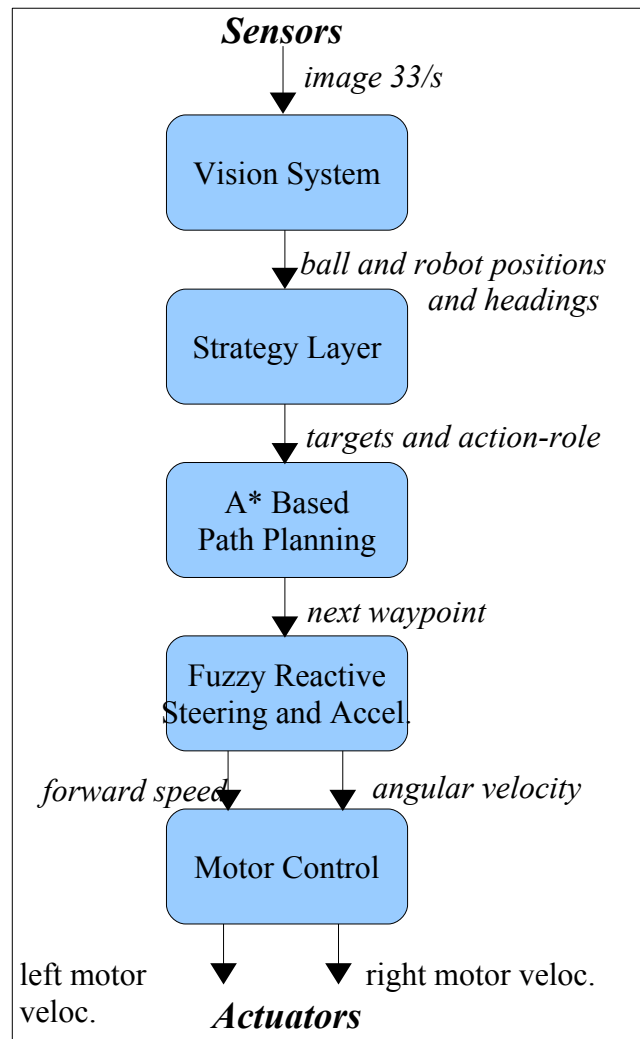 Sensors
image 33/s
Vision System
ball and robot positions
and headings
Strategy Layer
targets and action-role
A* Based
Path Planning
next waypoint
Fuzzy Reactive
Steering and Accel.
forward speed
angular velocity
Motor Control
left motor
veloc.
right motor veloc.
Actuators